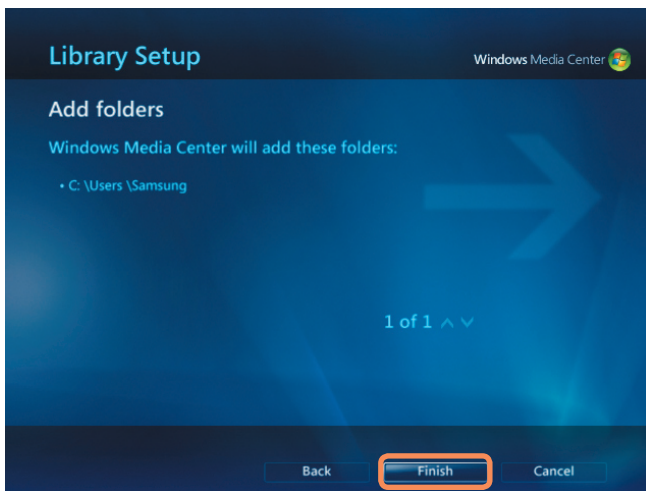 Library Setup
Windows Media Center
Add folders
Windows Media Center will add these folders:
• C: \Users \Samsung
1 of 1
Back
Finish
Cancel